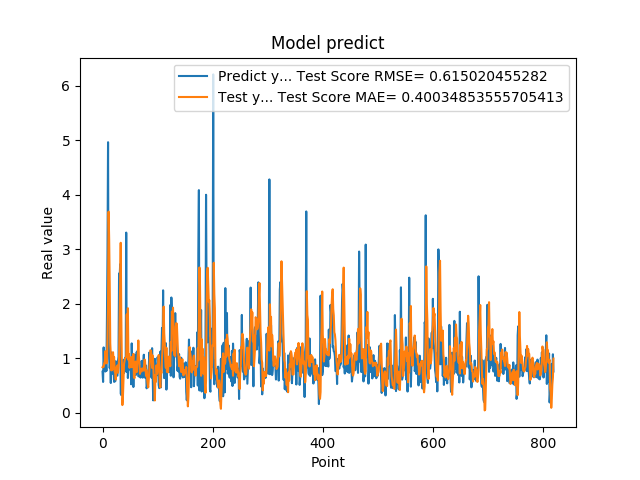 Model predict
Predict y... Test Score RMSE= 0.615020455282
Test y... Test Score MAE= 0.40034853555705413
Real value
6
5
4
3
2
1
0
0 200 400 600 800
Point